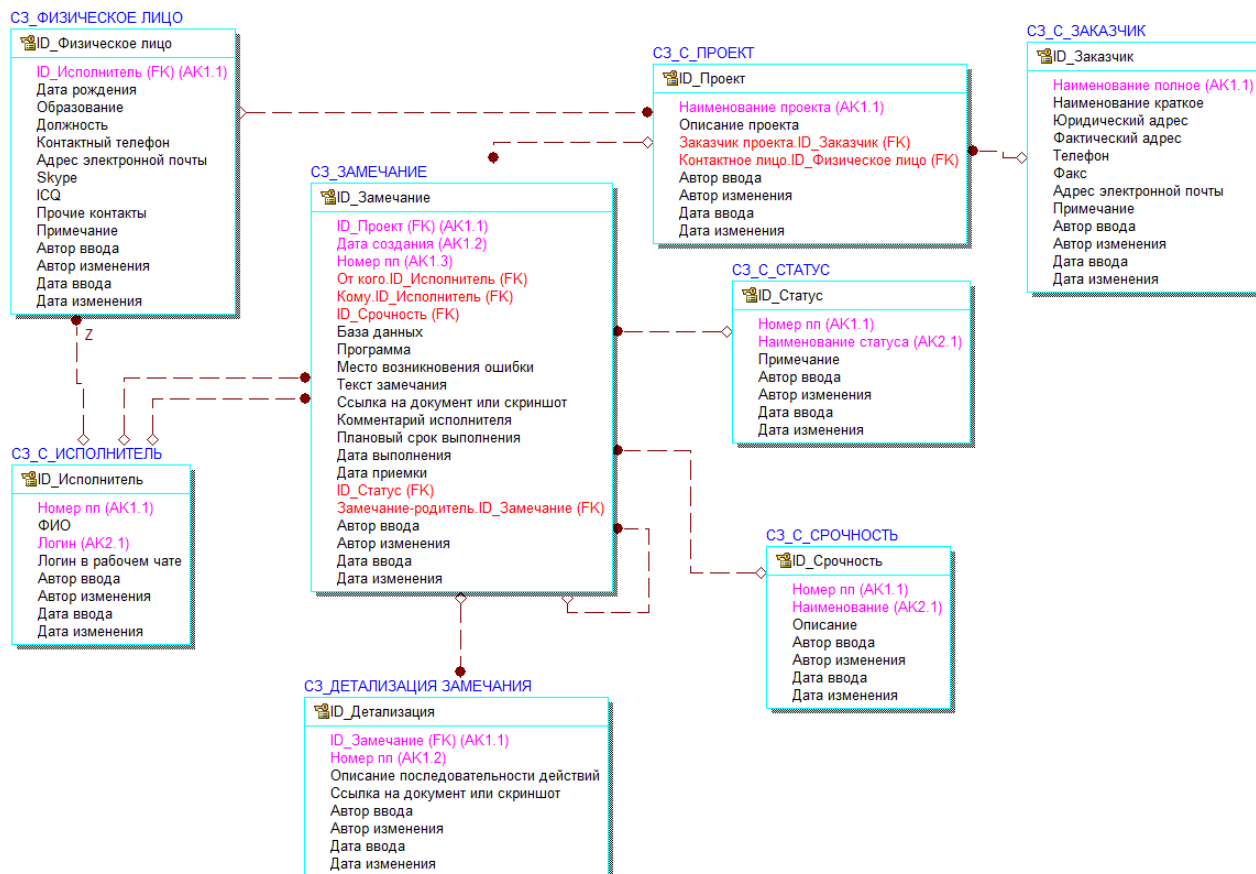 СЗ_ФИЗИЧЕСКОЕ ЛИЦО
ID_Физическое лицо
ID_Исполнитель (FK) (AK1.1)
Дата рождения
Образование
Должность
Контактный телефон
Адрес электронной почты
Skype
ICQ
Прочие контакты
Примечание
Автор ввода
Автор изменения
Дата ввода
Дата изменения
Z
СЗ_С_ПРОЕКТ
ID_Проект
Наименование проекта (AK1.1)
Описание проекта
Заказчик проекта.ID_Заказчик (FK)
Контактное лицо.ID_Физическое лицо (FK)
Автор ввода
Автор изменения
Дата ввода
Дата изменения
СЗ_С_ЗАКАЗЧИК
ID_Заказчик
Наименование полное (AK1.1)
Наименование краткое
Юридический адрес
Фактический адрес
Телефон
Факс
Адрес электронной почты
Примечание
Автор ввода
Автор изменения
Дата ввода
Дата изменения
СЗ_ЗАМЕЧАНИЕ
ID_Замечание
ID_Проект (FK) (AK1.1)
Дата создания (AK1.2)
Номер пп (AK1.3)
От кого.ID_Исполнитель (FK)
Кому.ID_Исполнитель (FK)
ID_Срочность (FK)
База данных
Программа
Место возникновения ошибки
Текст замечания
Ссылка на документ или скриншот
Комментарий исполнителя
Плановый срок выполнения
Дата выполнения
Дата приемки
ID_Статус (FK)
Замечание-родитель.ID_Замечание (FK)
Автор ввода
Автор изменения
Дата ввода
Дата изменения
СЗ_С_СТАТУС
ID_Статус
Номер пп (AK1.1)
Наименование статуса (AK2.1)
Примечание
Автор ввода
Автор изменения
Дата ввода
Дата изменения
СЗ_С_ИСПОЛНИТЕЛЬ
ID_Исполнитель
Номер пп (AK1.1)
ФИО
Логин (AK2.1)
Логин в рабочем чате
Автор ввода
Автор изменения
Дата ввода
Дата изменения
СЗ_С_СРОЧНОСТЬ
ID_Срочность
Номер пп (AK1.1)
Наименование (AK2.1)
Описание
Автор ввода
Автор изменения
Дата ввода
Дата изменения
СЗ_ДЕТАЛИЗАЦИЯ ЗАМЕЧАНИЯ
ID_Детализация
ID_Замечание (FK) (AK1.1)
Номер пп (AK1.2)
Описание последовательности действий
Ссылка на документ или скриншот
Автор ввода
Автор изменения
Дата ввода
Дата изменения